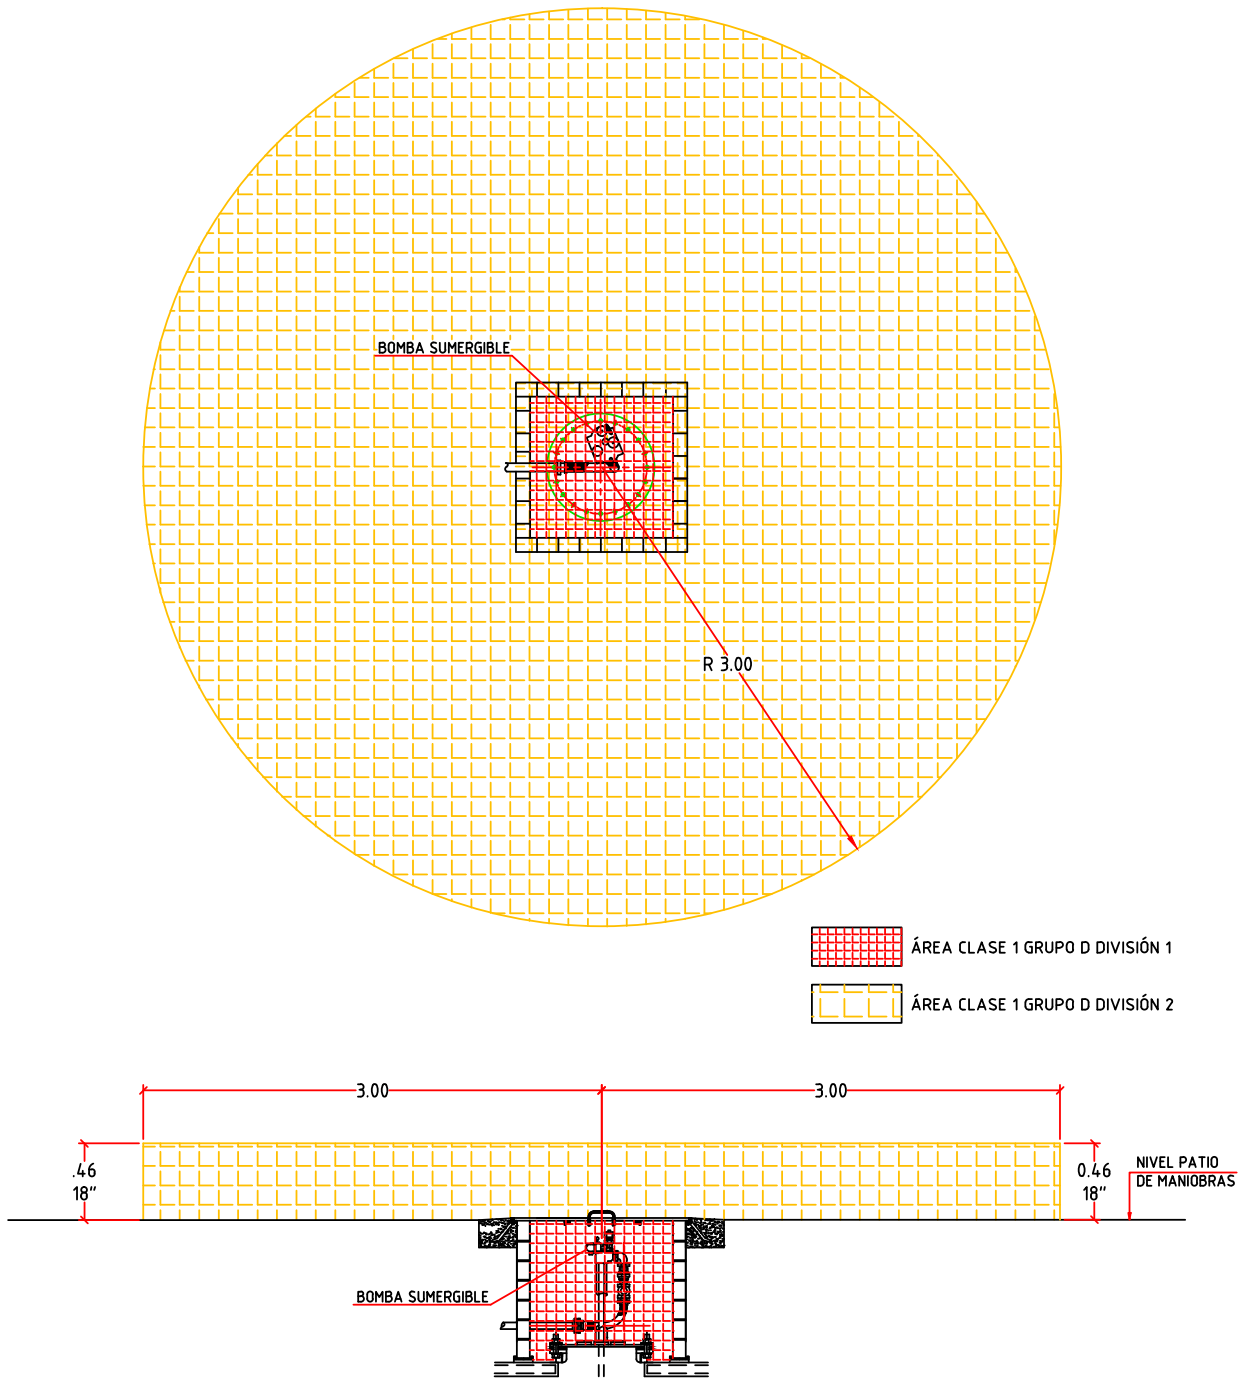 BOMBA SUMERGIBLE
R 3.00
ÁREA CLASE 1 GRUPO D DIVISIÓN 1
ÁREA CLASE 1 GRUPO D DIVISIÓN 2
3.00
3.00
.46
18"
0.46
18"
NIVEL PATIO
DE MANIOBRAS
BOMBA SUMERGIBLE